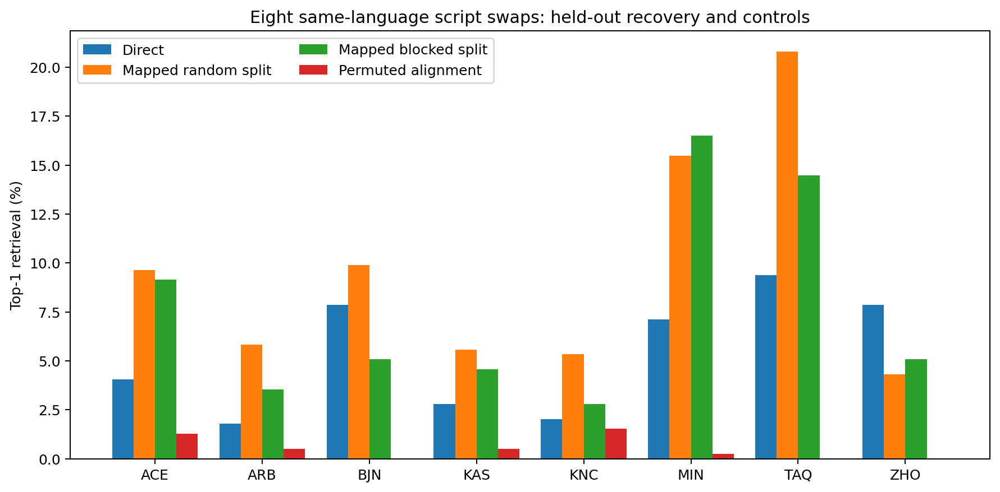 Eight same-language script swaps: held-out recovery and controls
Direct
Mapped random split
Mapped blocked split
Permuted alignment
Top-1 retrieval (%)
20.0
17.5
15.0
12.5
10.0
7.5
5.0
2.5
0.0
ACE ARB BJN KAS KNC MIN TAQ ZHO